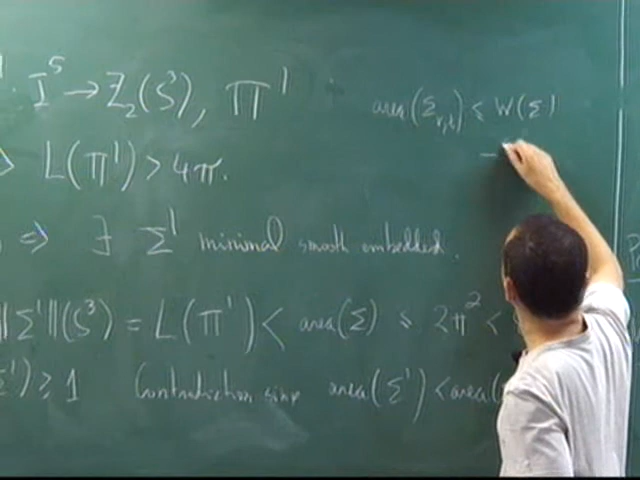 I⁵ → Z₂(S³), Π¹
area(Σ_{v,t}) ≤ W(Σ)
L(Π¹) > 4π.
⇒ ∃ Σ¹ minimal smooth embedded.
‖Σ¹‖(S³) = L(Π¹) < area(Σ) ≤ 2π² <
) ≥ 1 Contradiction since area(Σ¹) < area(